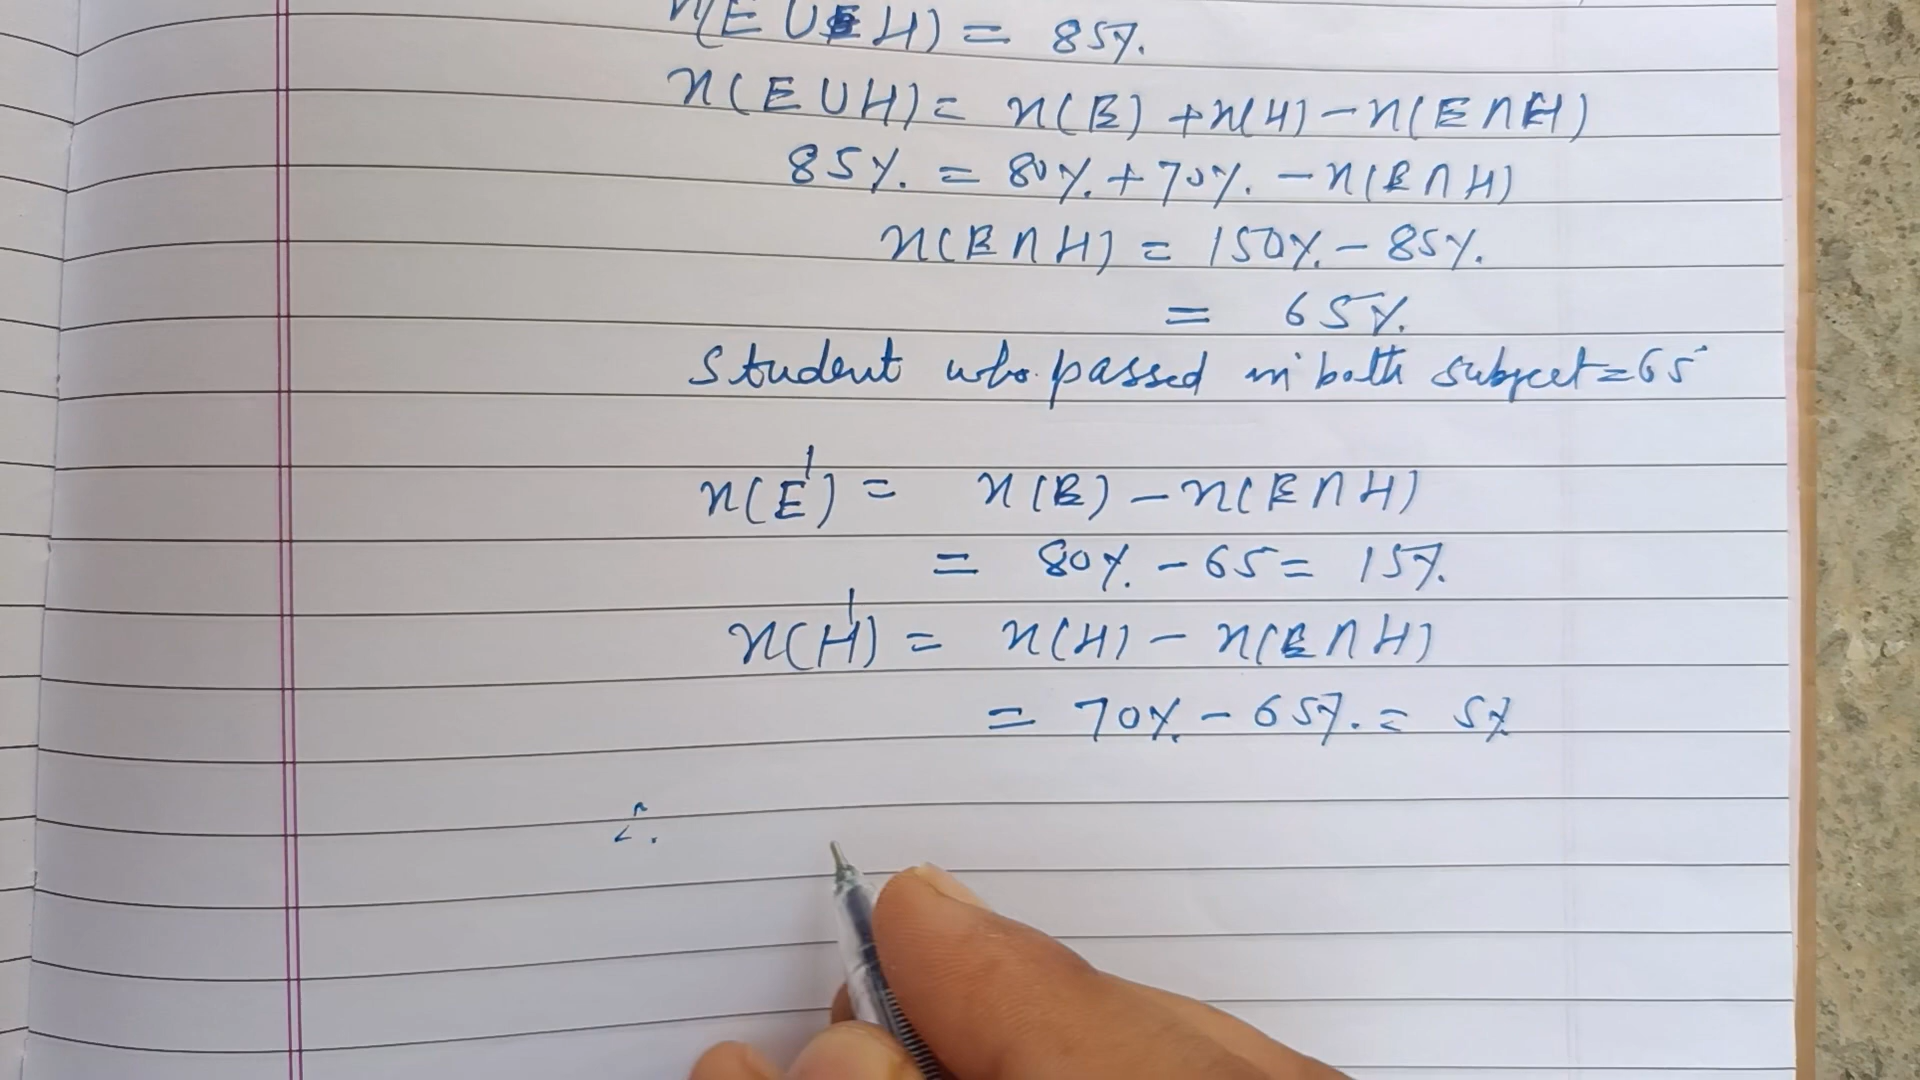 n(E U H) = 85%.
n(E U H) = n(E) + n(H) - n(E ∩ H)
85%. = 80%. + 70%. - n(E ∩ H)
n(E ∩ H) = 150%. - 85%.
= 65%.
Student who passed in both subject = 65
n(E') = n(E) - n(E ∩ H)
= 80%. - 65 = 15%.
n(H') = n(H) - n(E ∩ H)
= 70%. - 65%. = 5%
∴